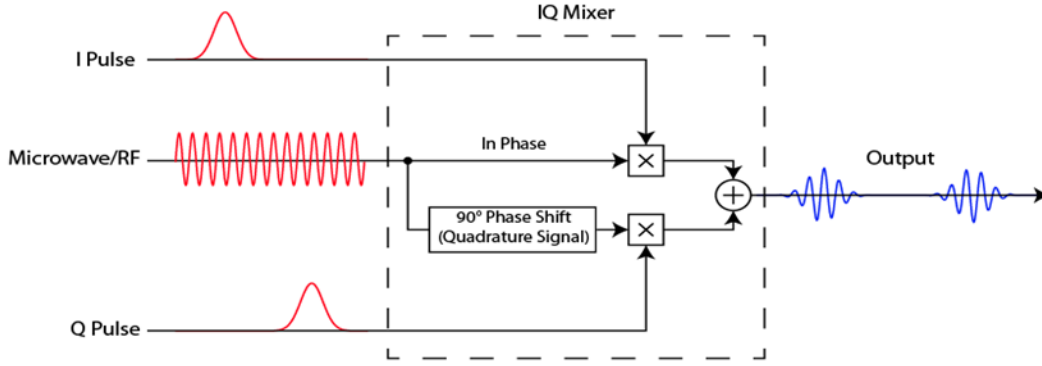 IQ Mixer
I Pulse
Microwave/RF
In Phase
×
Output
+
90° Phase Shift
(Quadrature Signal)
×
Q Pulse